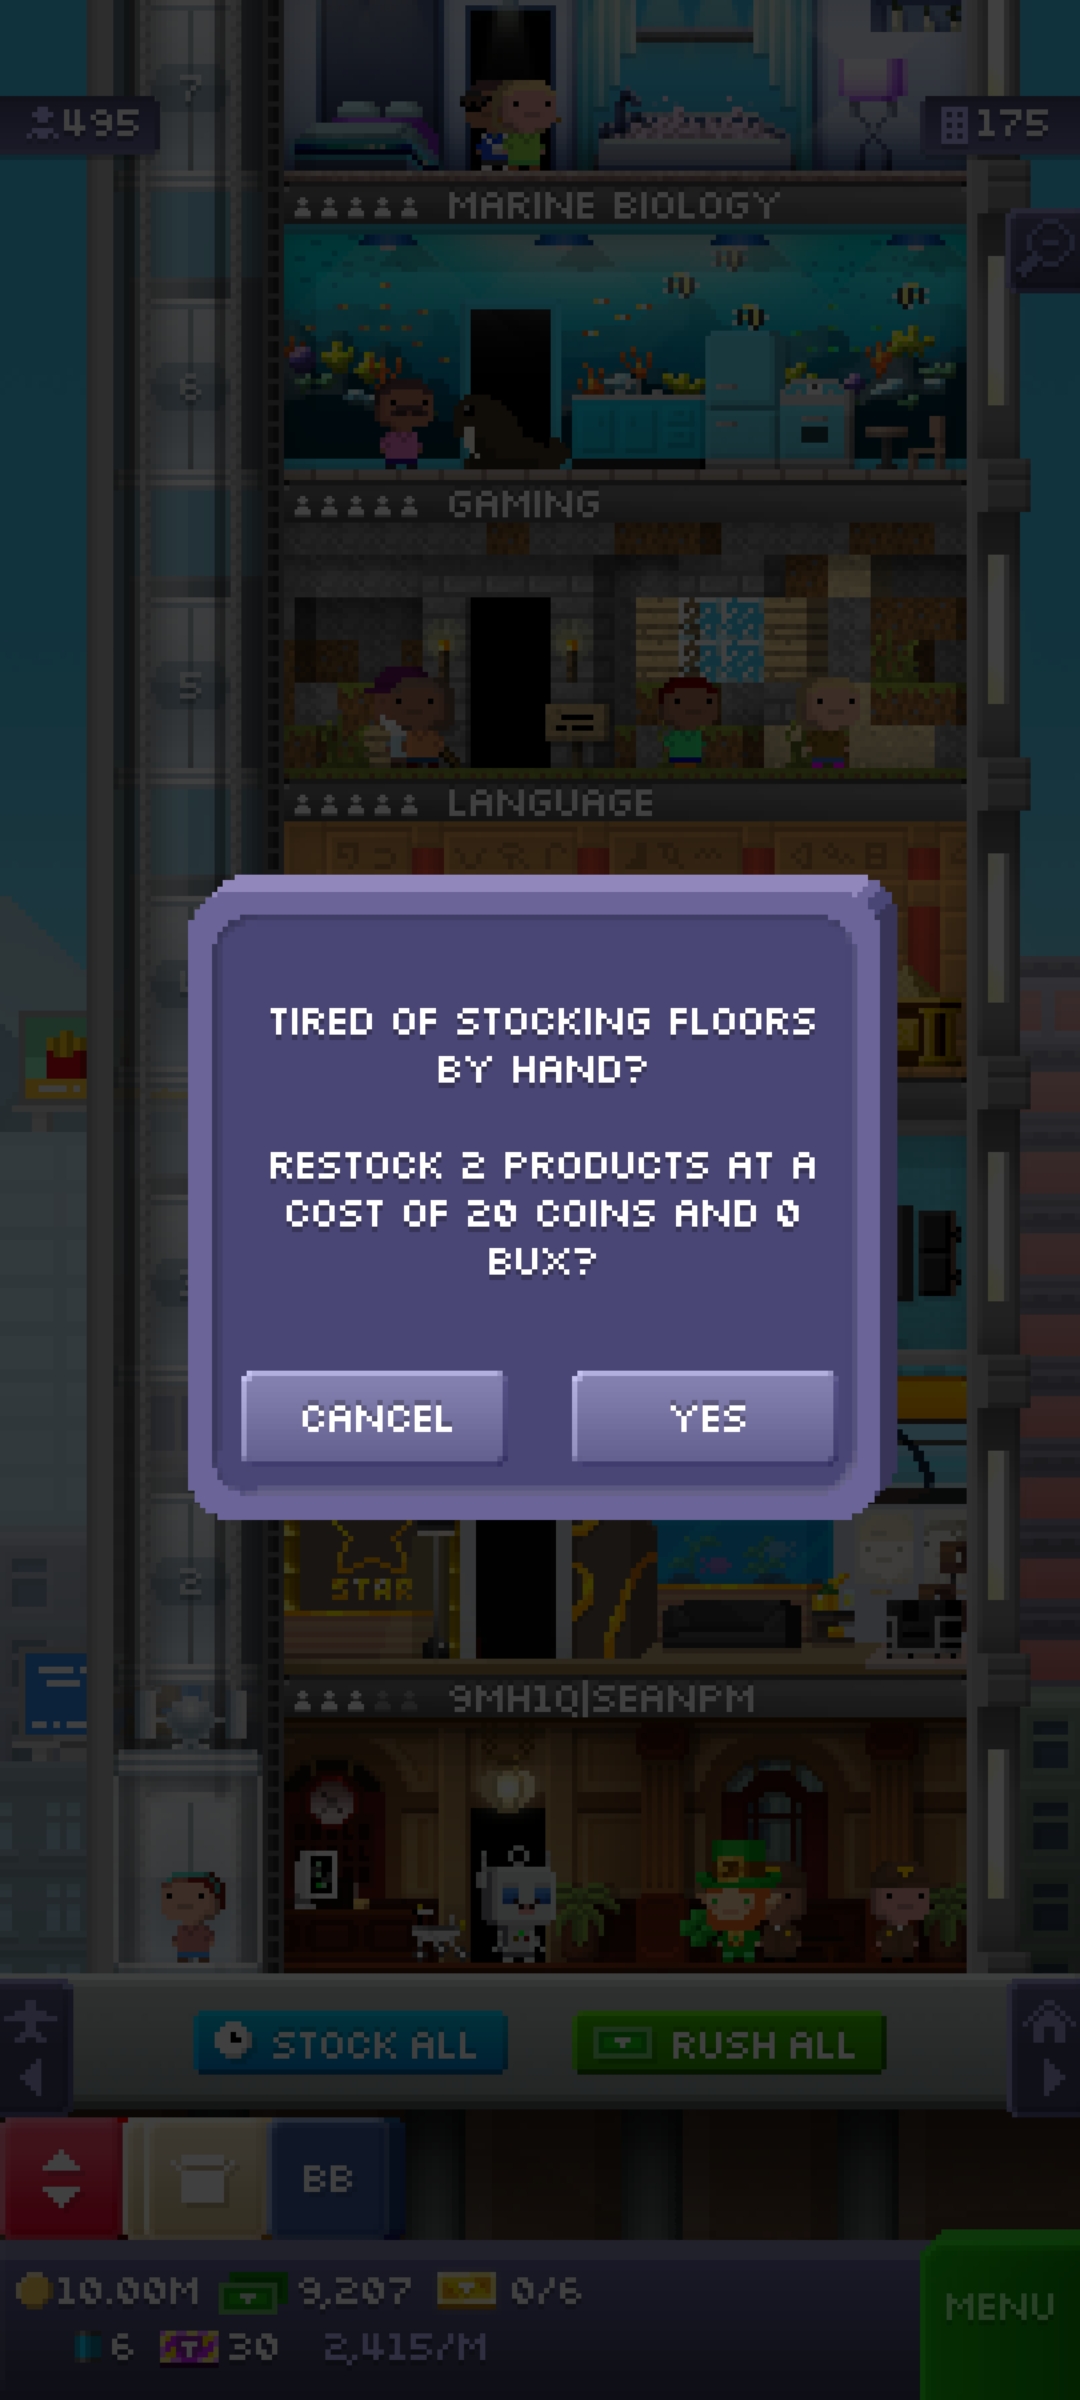 7
495
175
MARINE BIOLOGY
6
GAMING
5
LANGUAGE
TIRED OF STOCKING FLOORS
BY HAND?
RESTOCK 2 PRODUCTS AT A
COST OF 20 COINS AND 0
BUX?
CANCEL
YES
STAR
2
9MH1Q|SEANPM
STOCK ALL
RUSH ALL
BB
10.00M
9,207
0/6
6
30
2,415/M
MENU